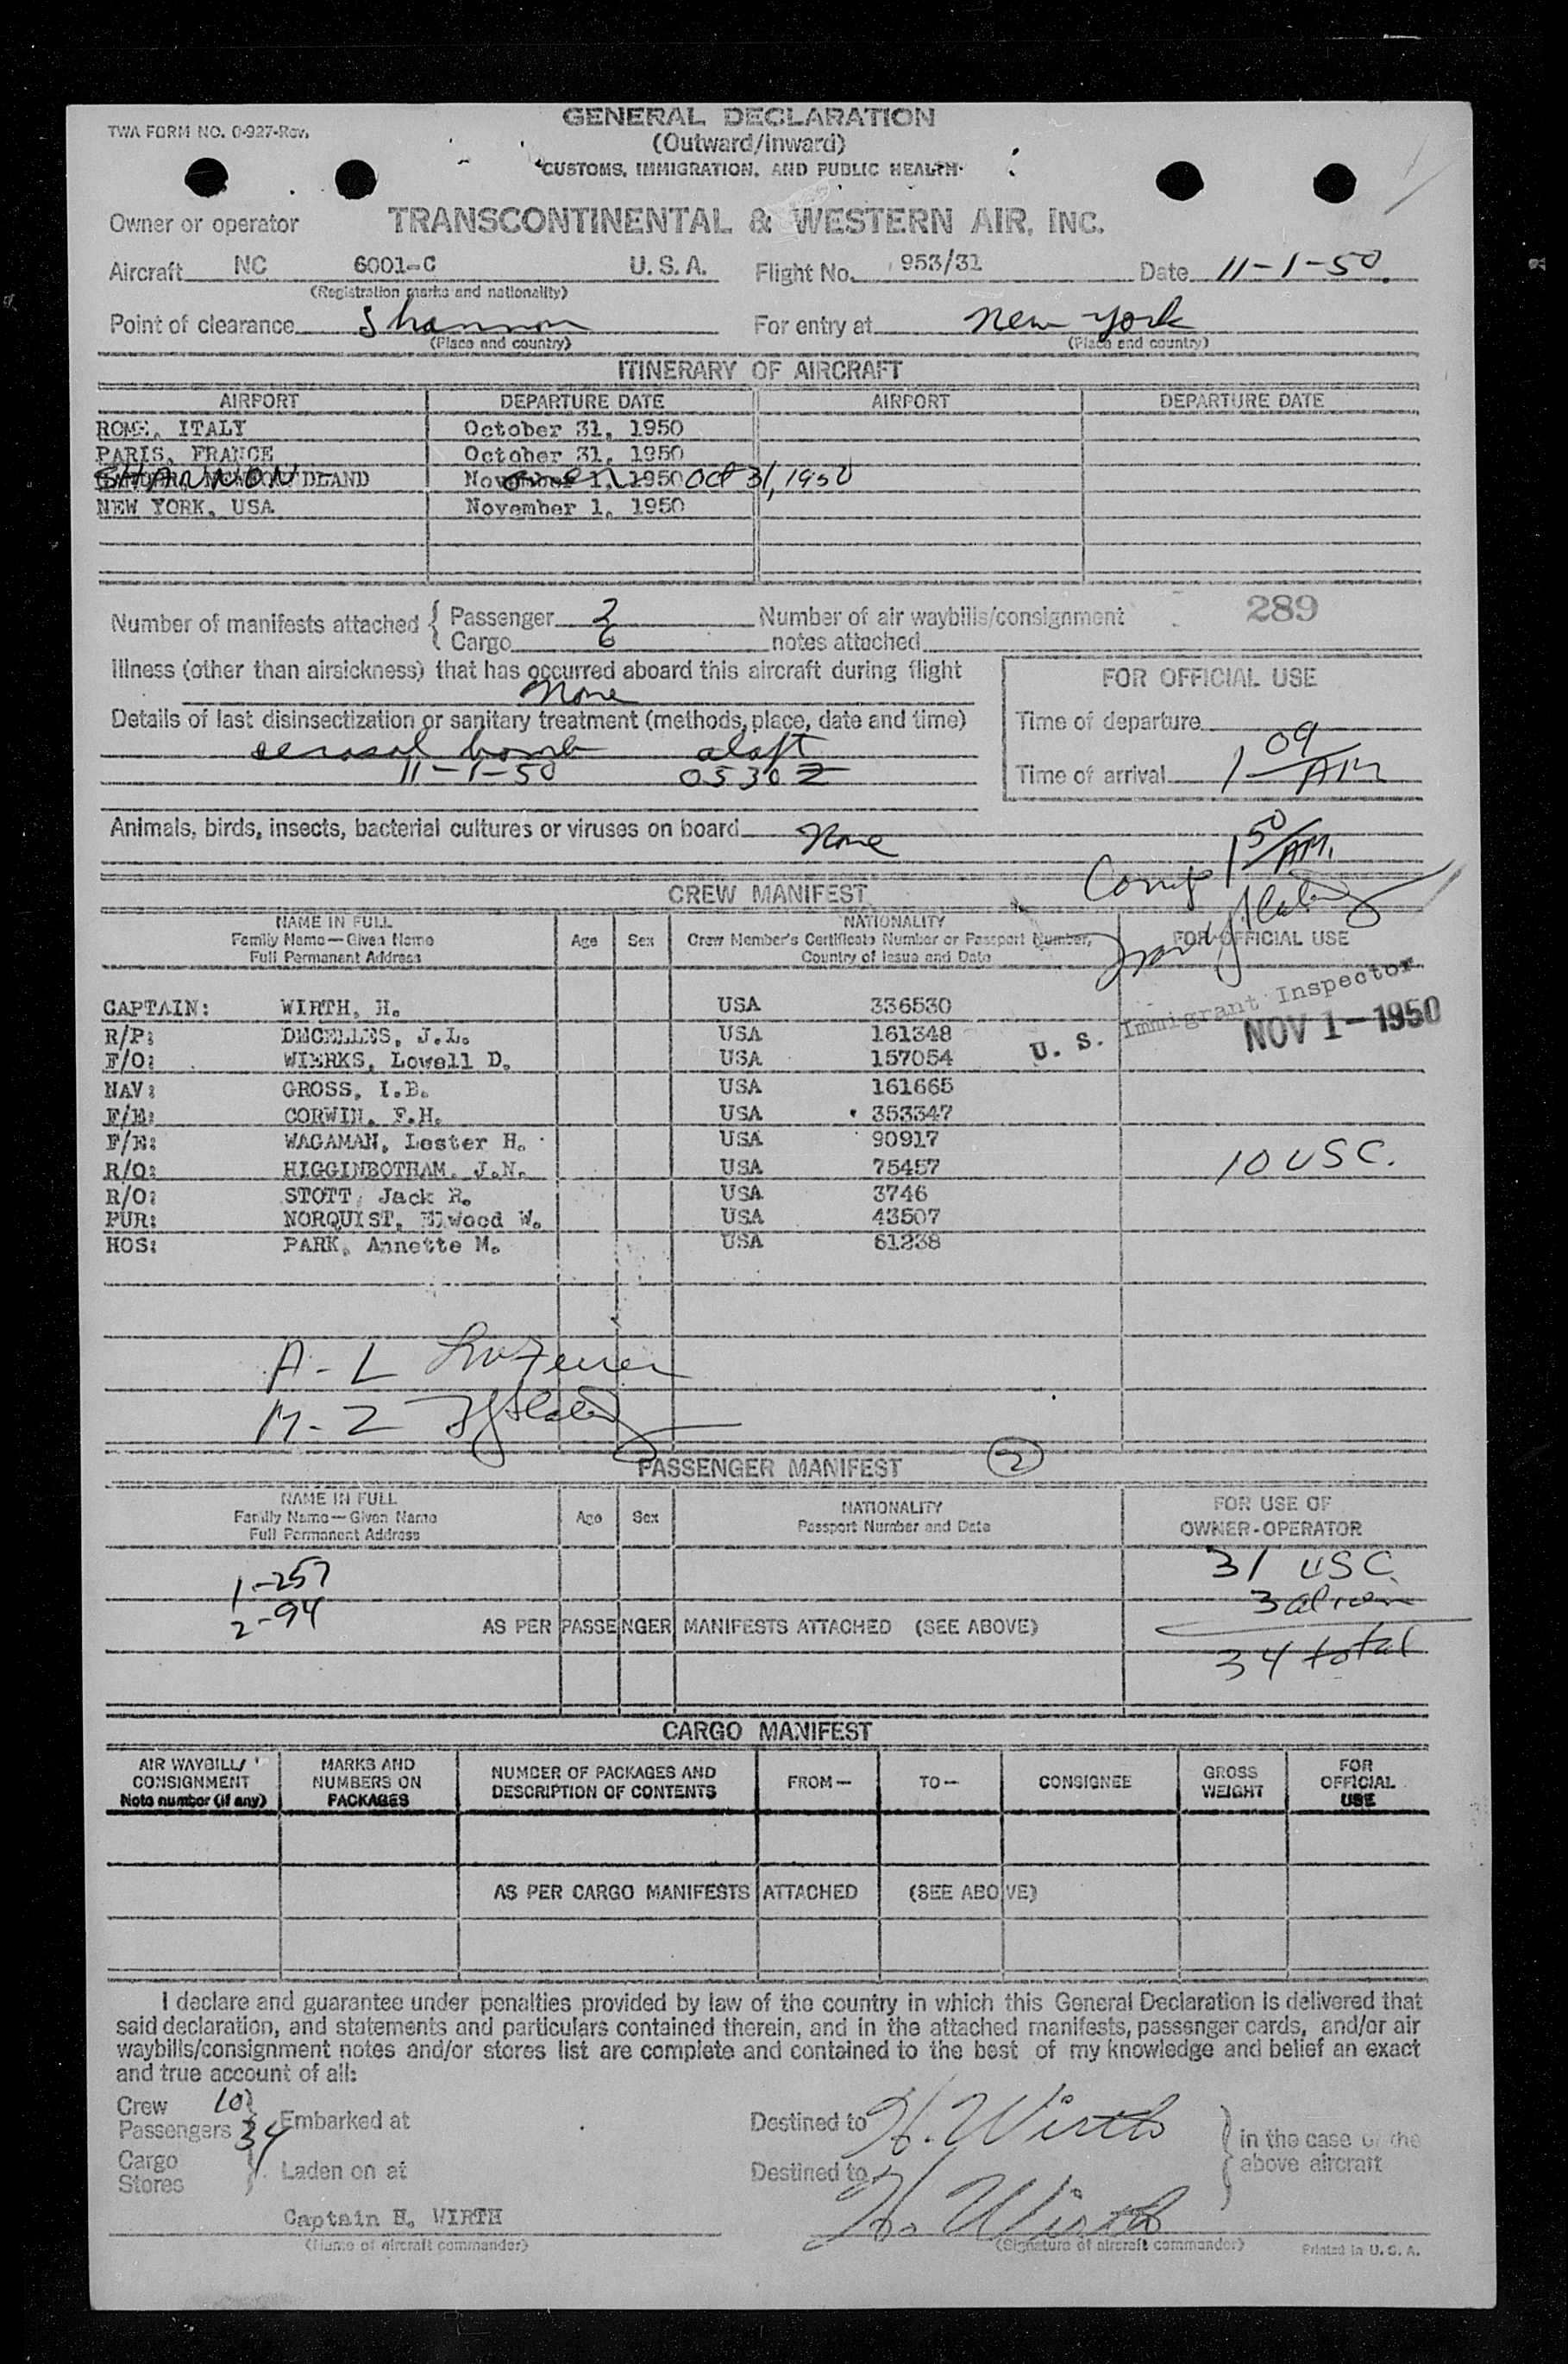 TWA FORM NO. 0-927-Rev.
GENERAL DECLARATION
(Outward/Inward)
CUSTOMS, IMMIGRATION, AND PUBLIC HEALTH
Owner or operator TRANSCONTINENTAL & WESTERN AIR, INC.
Aircraft NC 6001-C U.S.A. Flight No. 953/31 Date 11-1-50.
(Registration marks and nationality)
Point of clearance Shannon For entry at New York
(Place and country) (Place and country)
ITINERARY OF AIRCRAFT
AIRPORT DEPARTURE DATE AIRPORT DEPARTURE DATE
ROME, ITALY October 31, 1950
PARIS, FRANCE October 31, 1950
SHANNON November 1, 1950 Oct 31, 1950
NEW YORK, USA November 1, 1950
Number of manifests attached { Passenger 2 Number of air waybills/consignment 289
Cargo 6 notes attached
Illness (other than airsickness) that has occurred aboard this aircraft during flight
None
FOR OFFICIAL USE
Details of last disinsectization or sanitary treatment (methods, place, date and time)
Time of departure
aerosol bomb aloft
11-1-50 0530Z
Time of arrival 1 09 AM
Animals, birds, insects, bacterial cultures or viruses on board None
1 50 AM.
CREW MANIFEST
NAME IN FULL
Family Name—Given Name
Full Permanent Address
Age Sex
NATIONALITY
Crew Member's Certificate Number or Passport Number,
Country of Issue and Date
FOR OFFICIAL USE
U. S. Immigrant Inspector
NOV 1-1950
CAPTAIN: WIRTH, H. USA 336530
R/P: DECELLES, J.L. USA 161348
F/O: WIERKS, Lowell D. USA 157054
NAV: GROSS, I.B. USA 161665
F/E: CORWIN, F.H. USA 353347
F/E: WAGAMAN, Lester H. USA 90917
R/O: HIGGINBOTHAM, J.N. USA 75457 10 USC.
R/O: STOTT, Jack R. USA 3746
PUR: NORQUIST, Elwood W. USA 43507
HOS: PARK, Annette M. USA 61238
A-L
M-Z
PASSENGER MANIFEST 2
NAME IN FULL
Family Name—Given Name
Full Permanent Address
Age Sex
NATIONALITY
Passport Number and Date
FOR USE OF
OWNER-OPERATOR
1-257
2-94
31 USC.
3 alien
34 total
AS PER PASSENGER MANIFESTS ATTACHED (SEE ABOVE)
CARGO MANIFEST
AIR WAYBILL/
CONSIGNMENT
Note number (if any)
MARKS AND
NUMBERS ON
PACKAGES
NUMBER OF PACKAGES AND
DESCRIPTION OF CONTENTS
FROM—
TO—
CONSIGNEE
GROSS
WEIGHT
FOR
OFFICIAL
USE
AS PER CARGO MANIFESTS ATTACHED (SEE ABOVE)
I declare and guarantee under penalties provided by law of the country in which this General Declaration is delivered that
said declaration, and statements and particulars contained therein, and in the attached manifests, passenger cards, and/or air
waybills/consignment notes and/or stores list are complete and contained to the best of my knowledge and belief an exact
and true account of all:
Crew 10
Passengers 34 } Embarked at Destined to H. Wirth
Cargo
Stores } Laden on at Destined to
in the case of the
above aircraft
Captain H. WIRTH H. Wirth
(Name of aircraft commander) (Signature of aircraft commander) Printed in U. S. A.